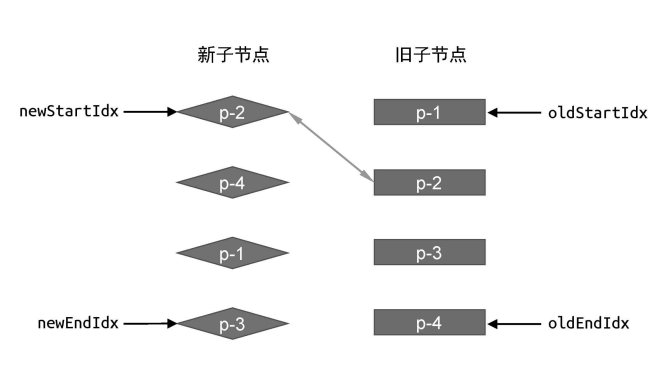 新子节点 旧子节点
newStartIdx p-2 p-1 oldStartIdx
p-4 p-2
p-1 p-3
newEndIdx p-3 p-4 oldEndIdx